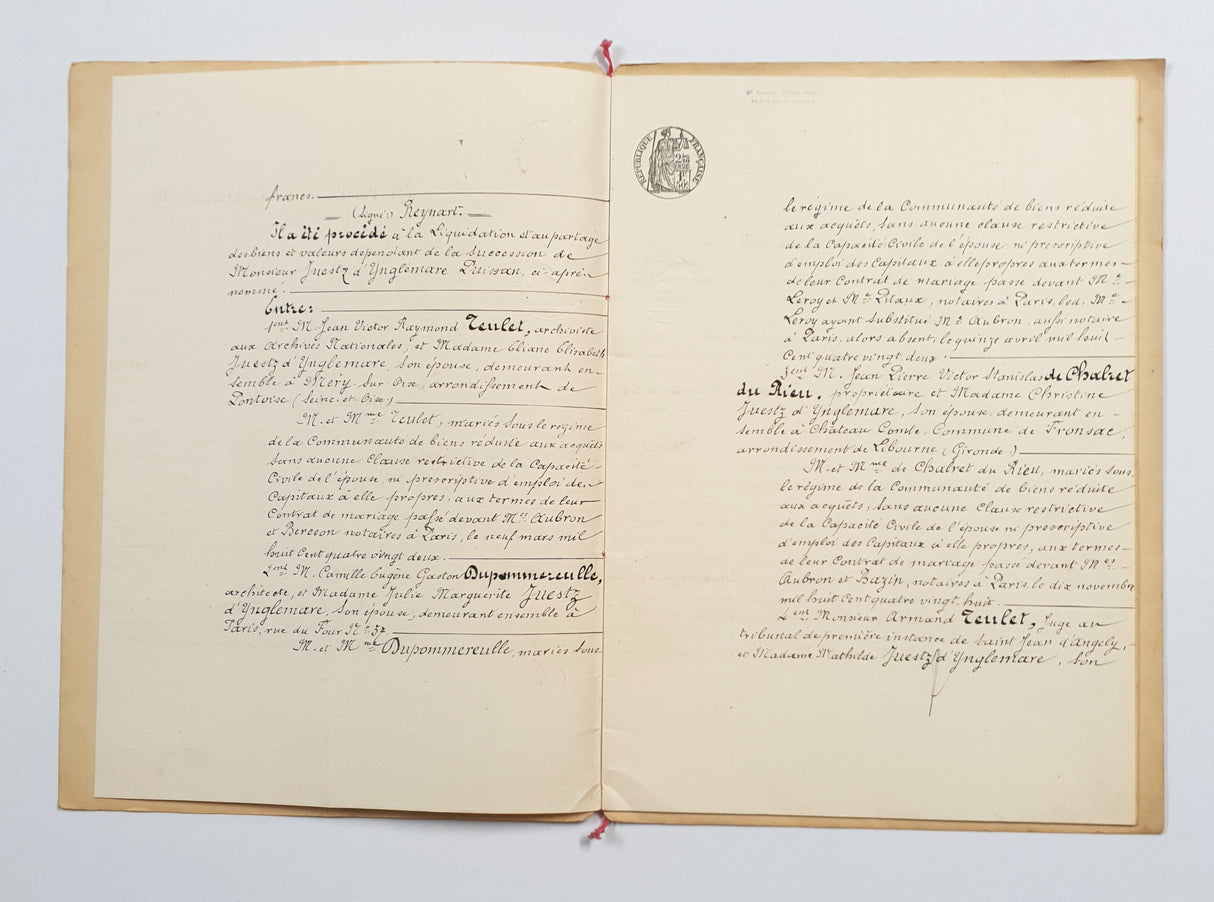 francs.
(Signé:) Reynart.
Il a été procédé à la Liquidation et au partage
des biens et valeurs dépendant de la succession de
Monsieur Juestz d'Ynglemare Puissan, ci-après
nommé.
Entre:
1ent M. Jean Victor Raymond Teulet, archiviste
aux Archives Nationales, et Madame Eliane Elisabeth
Juestz d'Ynglemare, son épouse, demeurant en-
semble à Méry-sur-Oise, arrondissement de
Pontoise (Seine-et-Oise)
M. et Mme Teulet, mariés sous le régime
de la Communauté de biens réduite aux acquêts
sans aucune Clause restrictive de la Capacité
Civile de l'épouse, ni prescriptive d'emploi des
Capitaux à elle propres, aux termes de leur
Contrat de mariage passé devant Mes Aubron
et Berceon notaires à Paris, le neuf mars mil
huit Cent quatre vingt deux.
2ent M. Camille Eugène Gaston Dupommereulle,
architecte, et Madame Julie Marguerite Juestz
d'Ynglemare, son épouse, demeurant ensemble à
Paris, rue du Four No 57.
M. et Mme Dupommereulle, mariés sous
REPUBLIQUE FRANÇAISE
le régime de la Communauté de biens réduite
aux acquêts, sans aucune clause restrictive
de la Capacité Civile de l'épouse, ni prescriptive
d'emploi des Capitaux à elle propres aux termes
de leur Contrat de mariage passé devant Me
Leroy et Me Pitaux, notaires à Paris, led. Me
Leroy ayant substitué Me Aubron, aussi notaire
à Paris, alors absent, le quinze avril mil huit
Cent quatre vingt deux.
3ent M. Jean Pierre Victor Stanislas de Chalret
du Rieu, propriétaire et Madame Christine
Juestz d'Ynglemare, son épouse, demeurant en-
semble à Château Comte, Commune de Fronsac,
arrondissement de Libourne (Gironde)
M. et Mme de Chalret du Rieu, mariés sous
le régime de la Communauté de biens réduite
aux acquêts, sans aucune Clause restrictive
de la Capacité Civile de l'épouse ni prescriptive
d'emploi des Capitaux à elle propres, aux termes
de leur Contrat de mariage passé devant Mes
Aubron et Bazin, notaires à Paris, le dix novembre
mil huit Cent quatre vingt-huit.
4ent Monsieur Armand Teulet, Juge au
tribunal de première instance de Saint Jean d'Angely,
et Madame Mathilde Juestz d'Ynglemare, son